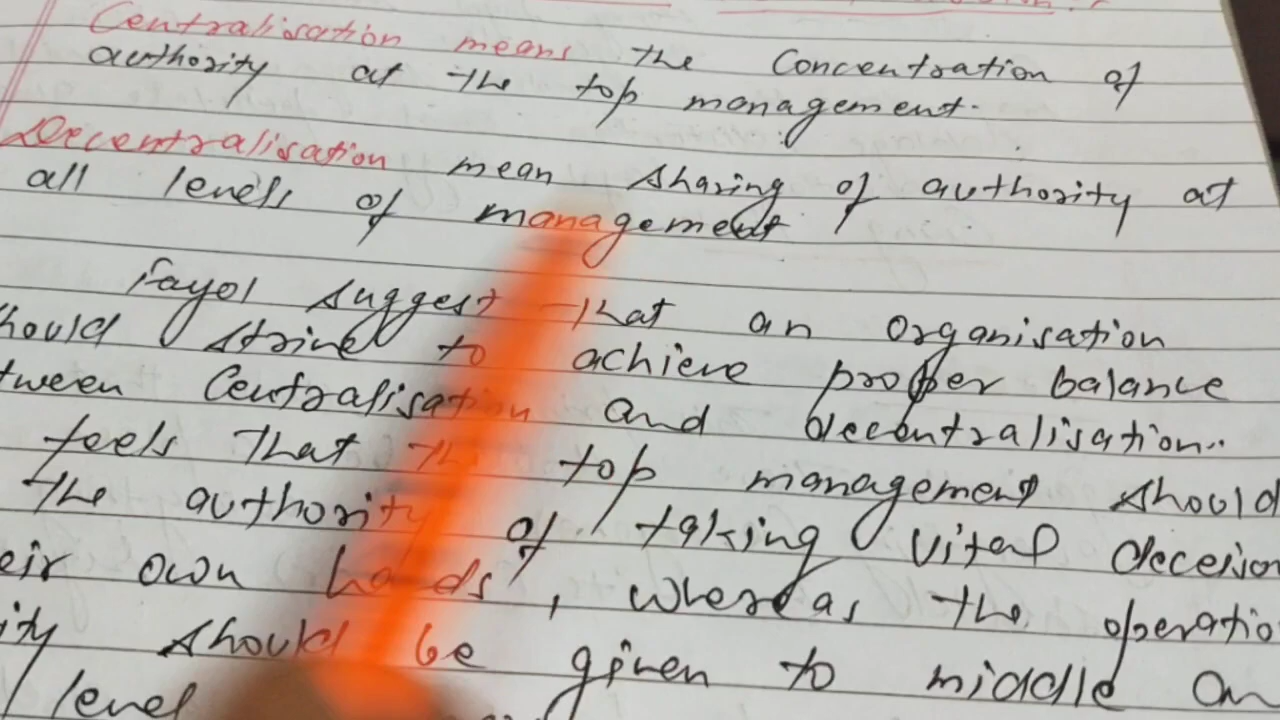 Centralisation means the Concentration of
authority at the top management.
Decentralisation mean sharing of authority at
all levels of management
Fayol suggest that an Organisation
hould strive to achieve proper balance
tween Centralisation and decentralisation..
feels that the top management should
the authority of taking vital decesion
eir own hands, whereas the operatio
ity should be given to middle an
level